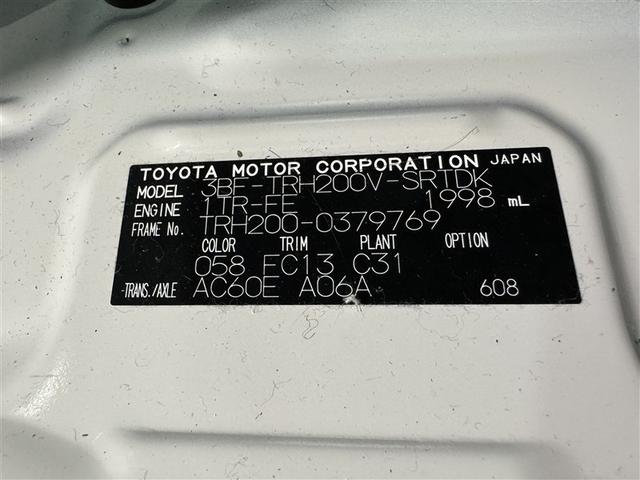 TOYOTA MOTOR CORPORATION JAPAN
MODEL 3BF-TRH200V-SRTDK
ENGINE 1TR-FE 1998 mL
FRAME No. TRH200-0379769
COLOR TRIM PLANT OPTION
058 FC13 C31
-TRANS./AXLE AC60E A06A 608